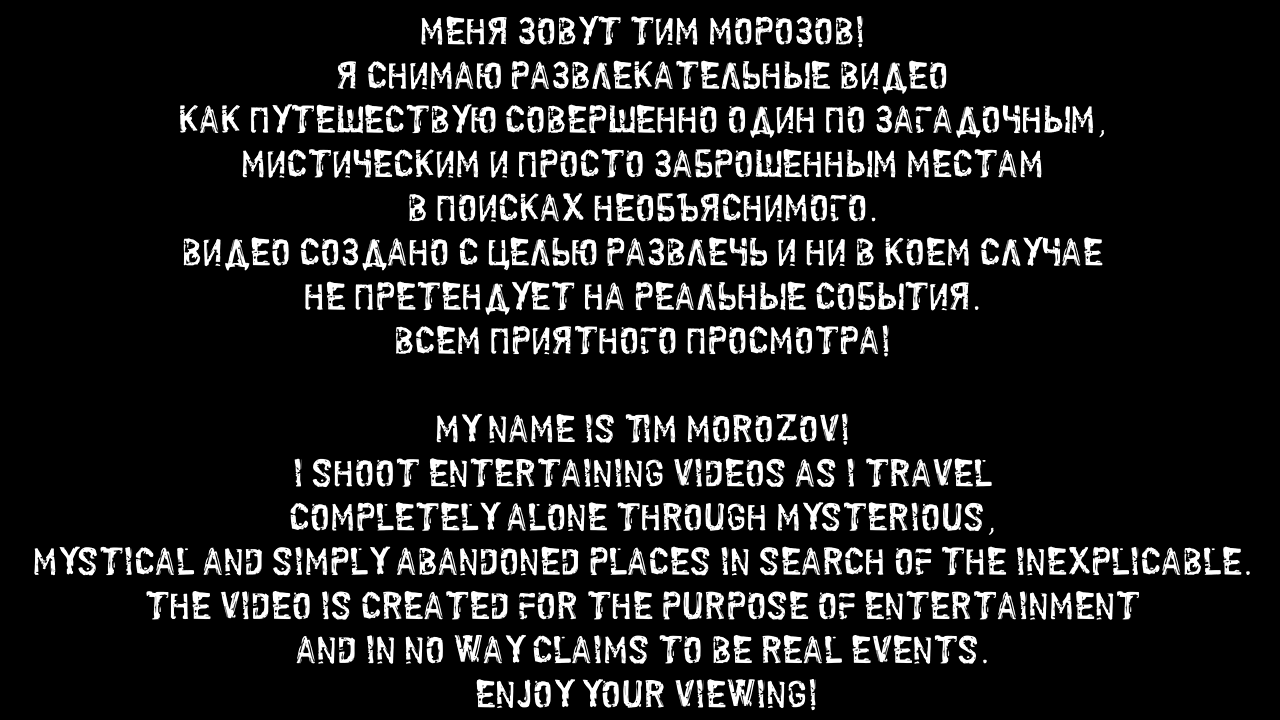 МЕНЯ ЗОВУТ ТИМ МОРОЗОВ!
Я СНИМАЮ РАЗВЛЕКАТЕЛЬНЫЕ ВИДЕО
КАК ПУТЕШЕСТВУЮ СОВЕРШЕННО ОДИН ПО ЗАГАДОЧНЫМ,
МИСТИЧЕСКИМ И ПРОСТО ЗАБРОШЕННЫМ МЕСТАМ
В ПОИСКАХ НЕОБЪЯСНИМОГО.
ВИДЕО СОЗДАНО С ЦЕЛЬЮ РАЗВЛЕЧЬ И НИ В КОЕМ СЛУЧАЕ
НЕ ПРЕТЕНДУЕТ НА РЕАЛЬНЫЕ СОБЫТИЯ.
ВСЕМ ПРИЯТНОГО ПРОСМОТРА!
MY NAME IS TIM MOROZOV!
I SHOOT ENTERTAINING VIDEOS AS I TRAVEL
COMPLETELY ALONE THROUGH MYSTERIOUS,
MYSTICAL AND SIMPLY ABANDONED PLACES IN SEARCH OF THE INEXPLICABLE.
THE VIDEO IS CREATED FOR THE PURPOSE OF ENTERTAINMENT
AND IN NO WAY CLAIMS TO BE REAL EVENTS.
ENJOY YOUR VIEWING!